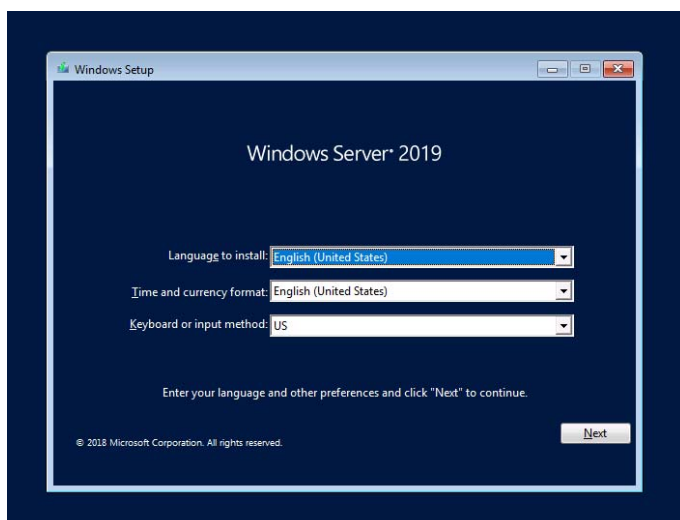 Windows Setup
Windows Server® 2019
Language to install: English (United States)
Time and currency format: English (United States)
Keyboard or input method: US
Enter your language and other preferences and click "Next" to continue.
Next
© 2018 Microsoft Corporation. All rights reserved.